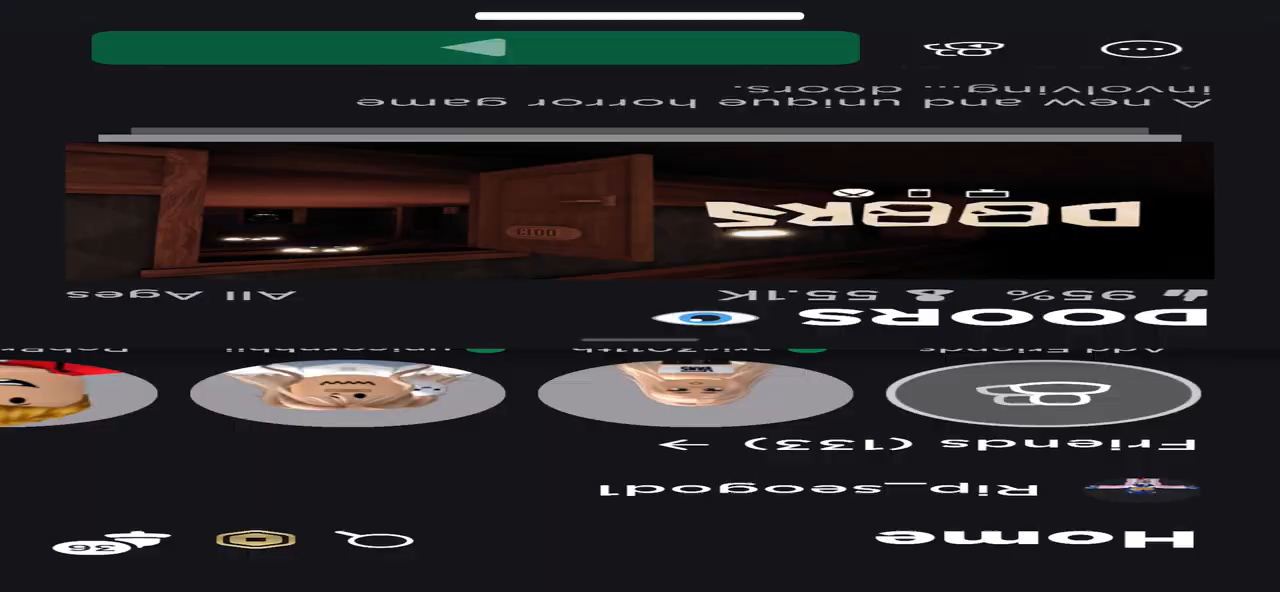 Home
36
Rip_seogod1
Friends (133) →
Add Friends
DOORS
95% 55.1K All Ages
DOORS
A new and unique horror game
involving... doors.